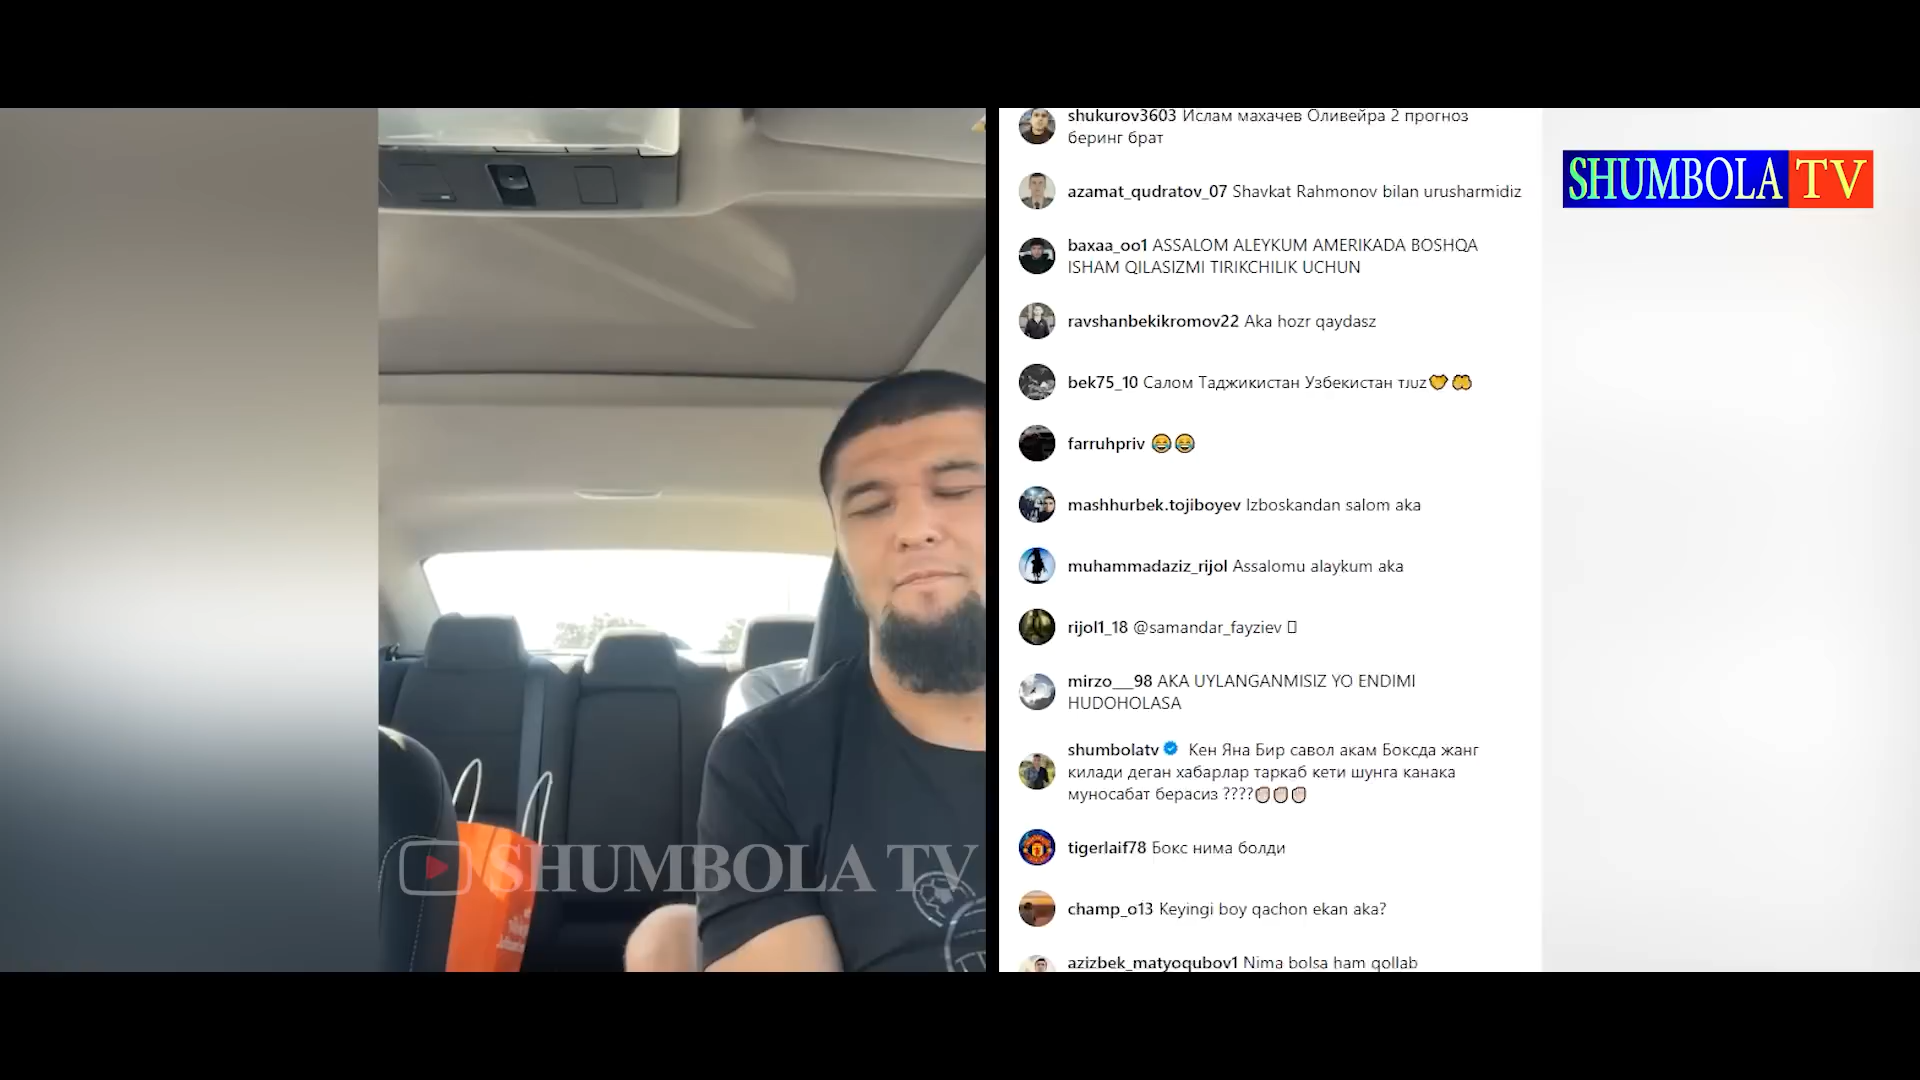 shukurov3603 Ислам махачев Оливейра 2 прогноз
беринг брат
SHUMBOLA TV
azamat_qudratov_07 Shavkat Rahmonov bilan urusharmidiz
baxaa_oo1 ASSALOM ALEYKUM AMERIKADA BOSHQA
ISHAM QILASIZMI TIRIKCHILIK UCHUN
ravshanbekikromov22 Aka hozr qaydasz
bek75_10 Салом Таджикистан Узбекистан тјuz
farruhpriv 😂😂
mashhurbek.tojiboyev Izboskandan salom aka
muhammadaziz_rijol Assalomu alaykum aka
rijol1_18 @samandar_fayziev
mirzo___98 AKA UYLANGANMISIZ YO ENDIMI
HUDOHOLASA
shumbolatv Кен Яна Бир савол акам Боксда жанг
килади деган хабарлар таркаб кети шунга канака
муносабат берасиз ????✊✊✊
tigerlaif78 Бокс нима болди
champ_o13 Keyingi boy qachon ekan aka?
azizbek_matyoqubov1 Nima bolsa ham qollab
SHUMBOLA TV